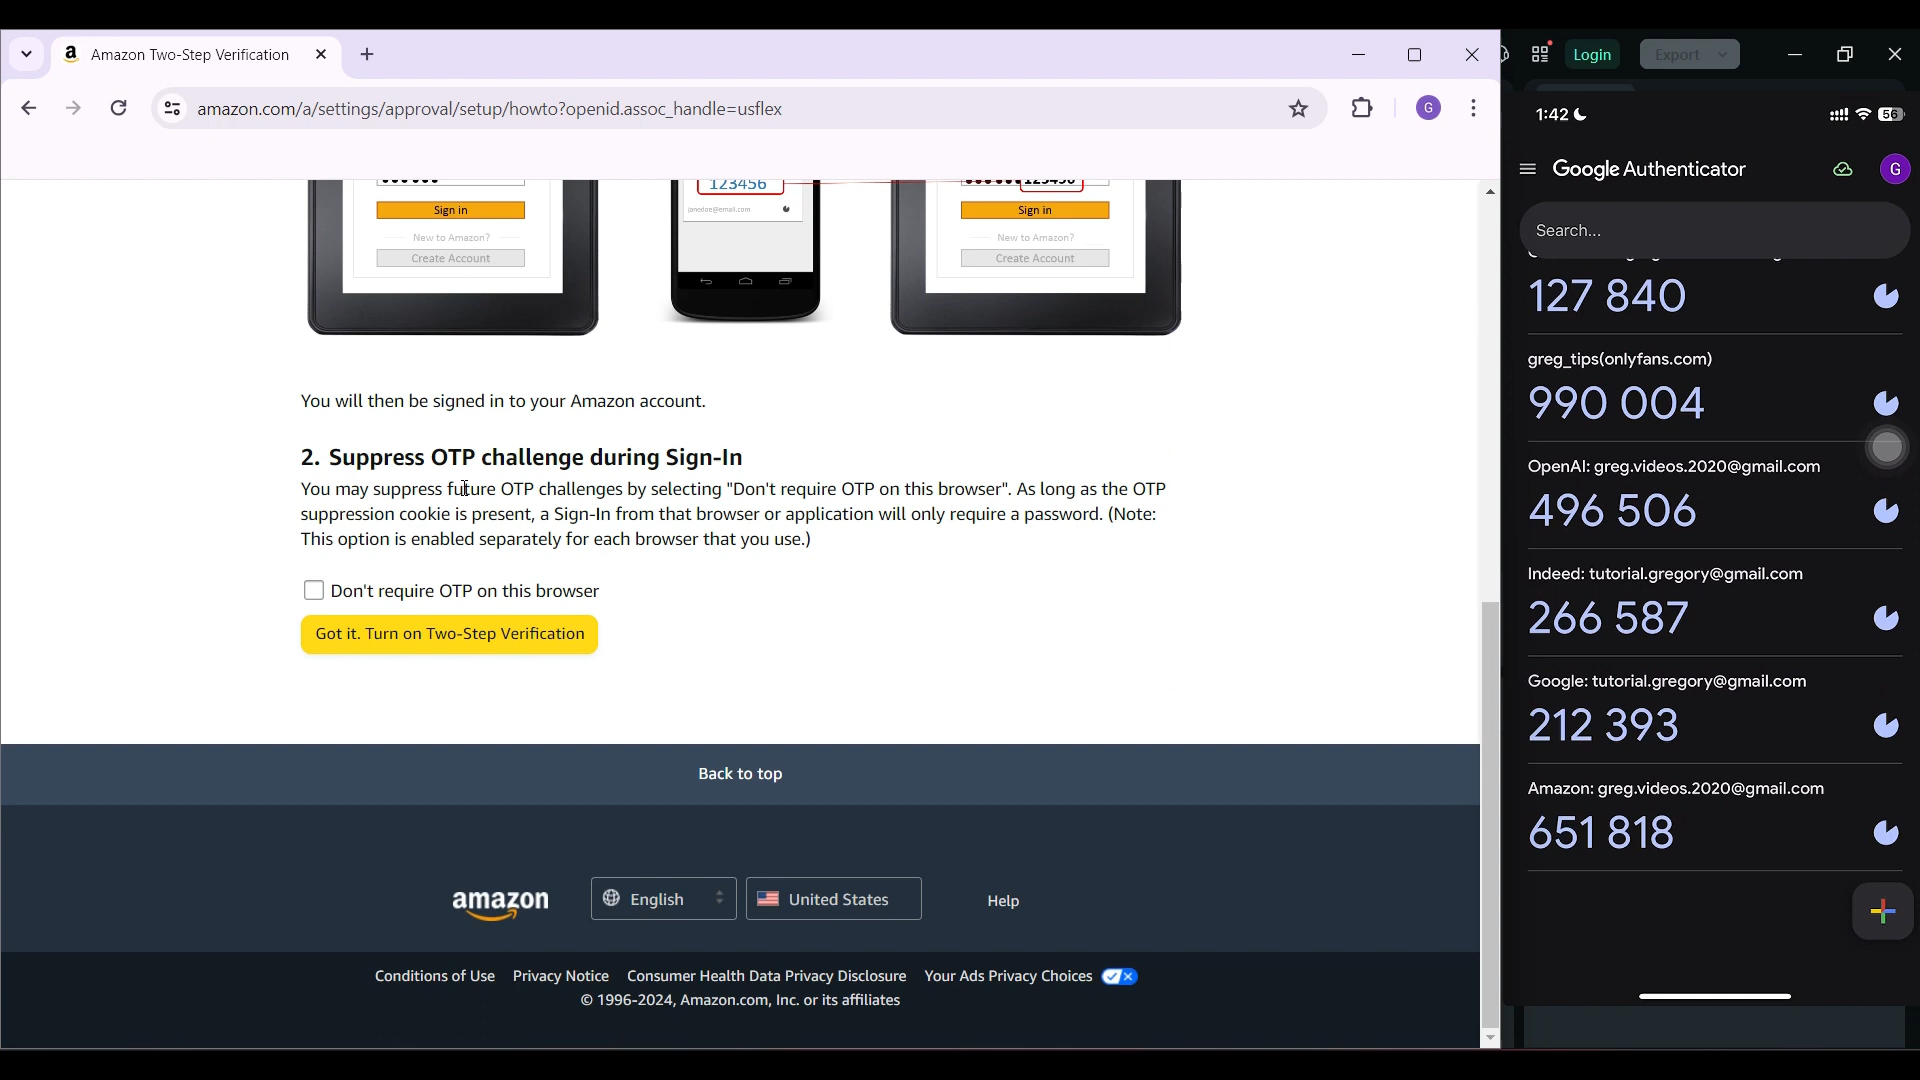 Amazon Two-Step Verification
amazon.com/a/settings/approval/setup/howto?openid.assoc_handle=usflex
G
123456
janedoe@email.com
Sign in
New to Amazon?
Create Account
123456
Sign in
New to Amazon?
Create Account
You will then be signed in to your Amazon account.
2. Suppress OTP challenge during Sign-In
You may suppress future OTP challenges by selecting "Don't require OTP on this browser". As long as the OTP
suppression cookie is present, a Sign-In from that browser or application will only require a password. (Note:
This option is enabled separately for each browser that you use.)
Don't require OTP on this browser
Got it. Turn on Two-Step Verification
Back to top
amazon
English
United States
Help
Conditions of Use Privacy Notice Consumer Health Data Privacy Disclosure Your Ads Privacy Choices
© 1996-2024, Amazon.com, Inc. or its affiliates
Login
Export
1:42
56
Google Authenticator
G
Search...
127 840
greg_tips(onlyfans.com)
990 004
OpenAI: greg.videos.2020@gmail.com
496 506
Indeed: tutorial.gregory@gmail.com
266 587
Google: tutorial.gregory@gmail.com
212 393
Amazon: greg.videos.2020@gmail.com
651 818